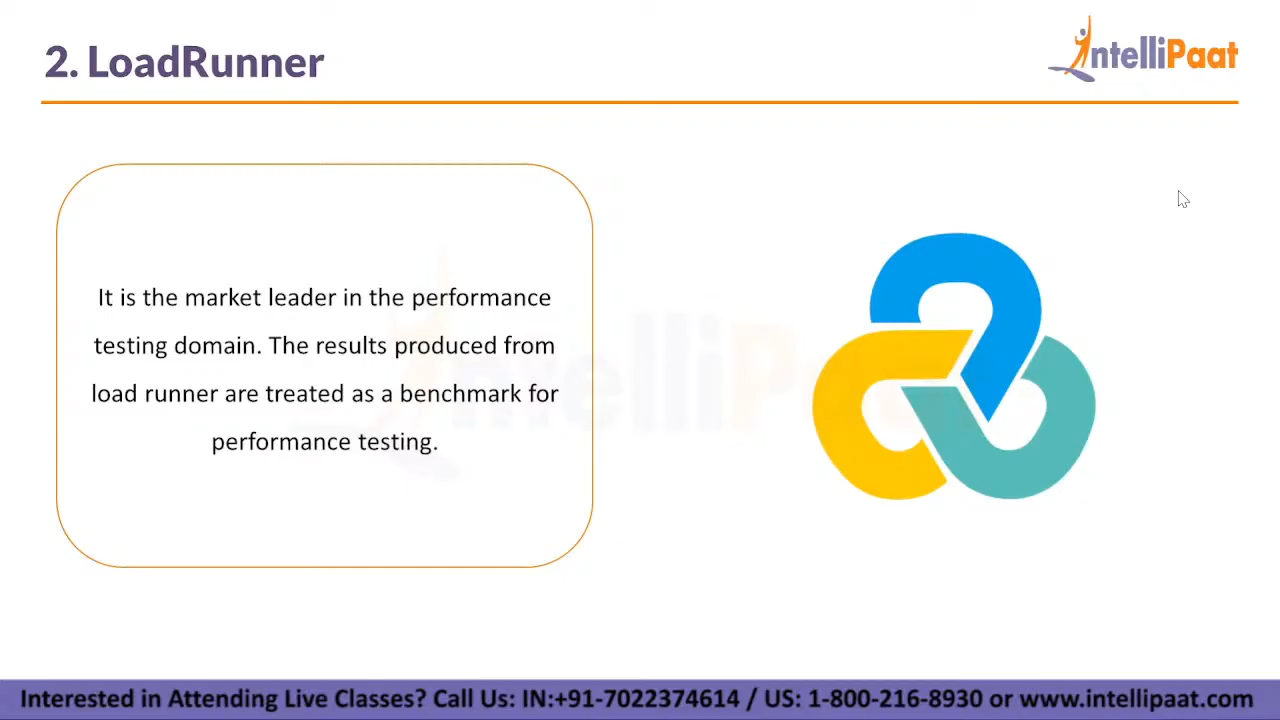 2. LoadRunner
IntelliPaat
It is the market leader in the performance
testing domain. The results produced from
load runner are treated as a benchmark for
performance testing.
IntelliPaat
Interested in Attending Live Classes? Call Us: IN:+91-7022374614 / US: 1-800-216-8930 or www.intellipaat.com